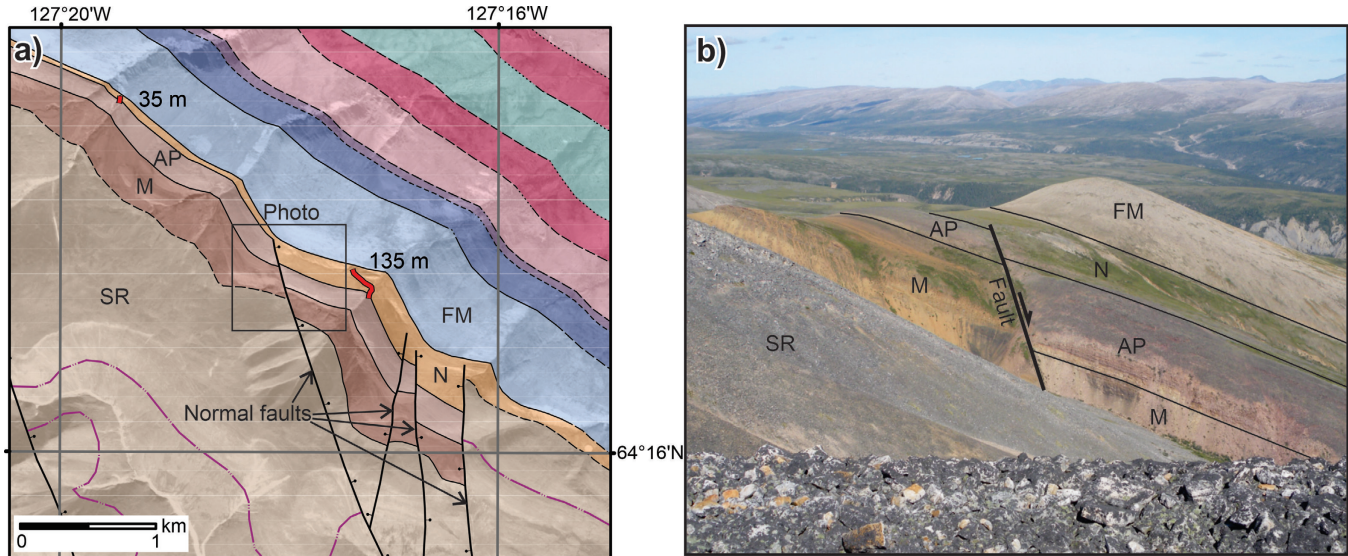 127°20'W
127°16'W
a)
35 m
AP
M
Photo
135 m
SR
FM
N
Normal faults
64°16'N
0
1
km
b)
FM
AP
N
M
Fault
SR
AP
M